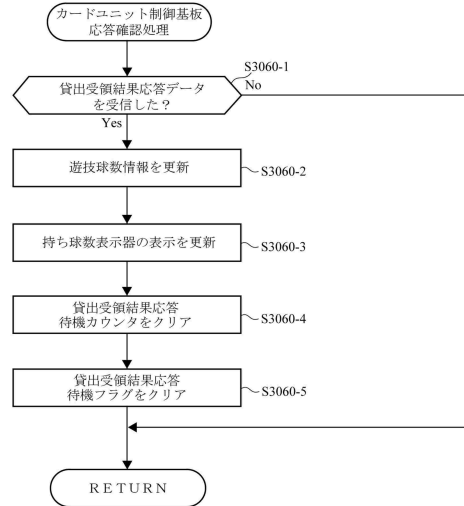 カードユニット制御基板
応答確認処理
S3060-1
貸出受領結果応答データ
を受信した？
No
Yes
遊技球数情報を更新
S3060-2
持ち球数表示器の表示を更新
S3060-3
貸出受領結果応答
待機カウンタをクリア
S3060-4
貸出受領結果応答
待機フラグをクリア
S3060-5
ＲＥＴＵＲＮ